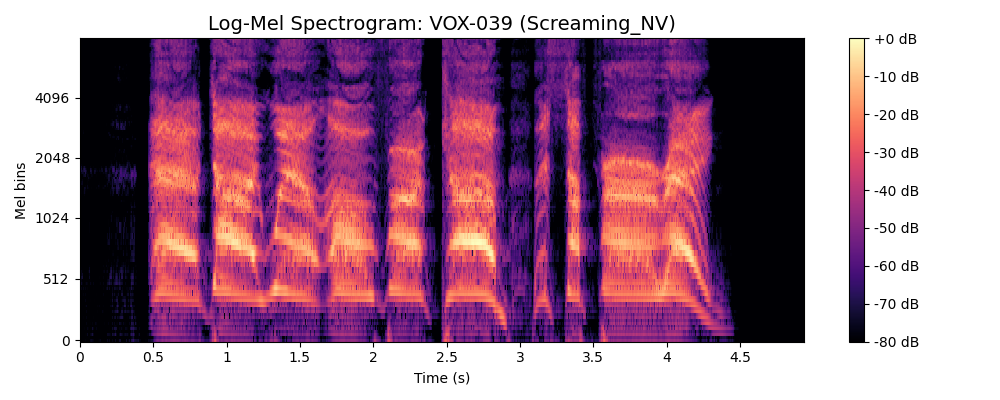 Log-Mel Spectrogram: VOX-039 (Screaming_NV)
Mel bins
4096
2048
1024
512
0
0
0.5
1
1.5
2
2.5
3
3.5
4
4.5
Time (s)
+0 dB
-10 dB
-20 dB
-30 dB
-40 dB
-50 dB
-60 dB
-70 dB
-80 dB